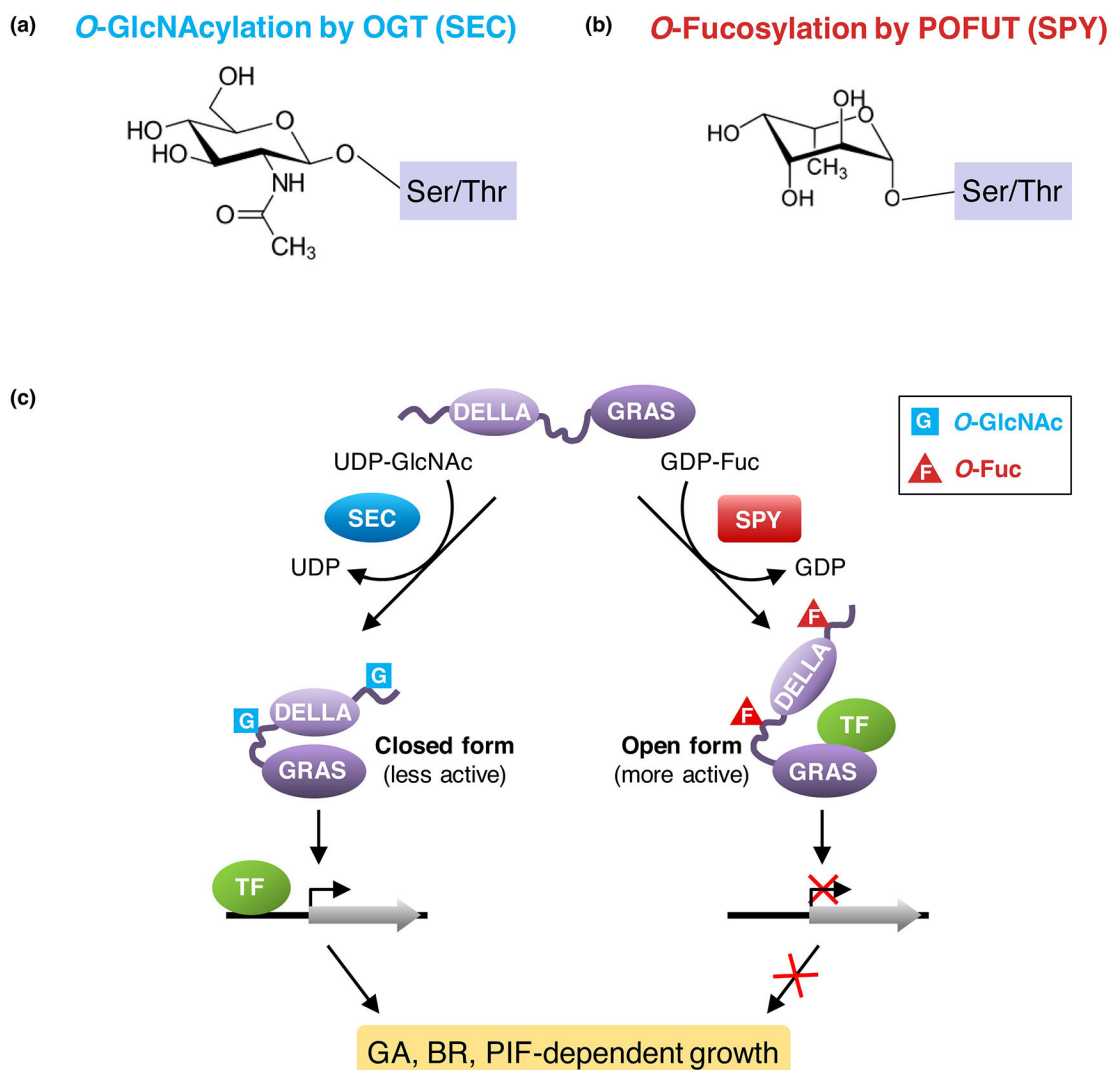 (a) O-GlcNAcylation by OGT (SEC)
OH
O
HO
HO
O
NH
O
CH3
Ser/Thr
(b) O-Fucosylation by POFUT (SPY)
OH
O
HO
CH3
OH
O
Ser/Thr
(c)
DELLA GRAS
G O-GlcNAc
F O-Fuc
UDP-GlcNAc GDP-Fuc
SEC SPY
UDP GDP
F
G DELLA
G DELLA F TF
Closed form Open form
GRAS (less active) (more active) GRAS
TF
GA, BR, PIF-dependent growth